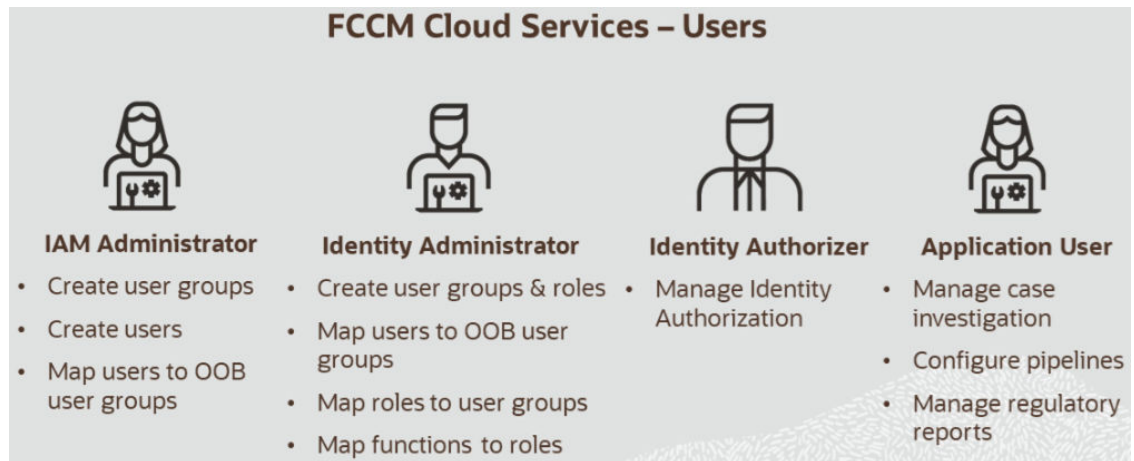 FCCM Cloud Services – Users
IAM Administrator
• Create user groups
• Create users
• Map users to OOB
user groups
Identity Administrator
• Create user groups & roles
• Map users to OOB user
groups
• Map roles to user groups
• Map functions to roles
Identity Authorizer
• Manage Identity
Authorization
Application User
• Manage case
investigation
• Configure pipelines
• Manage regulatory
reports